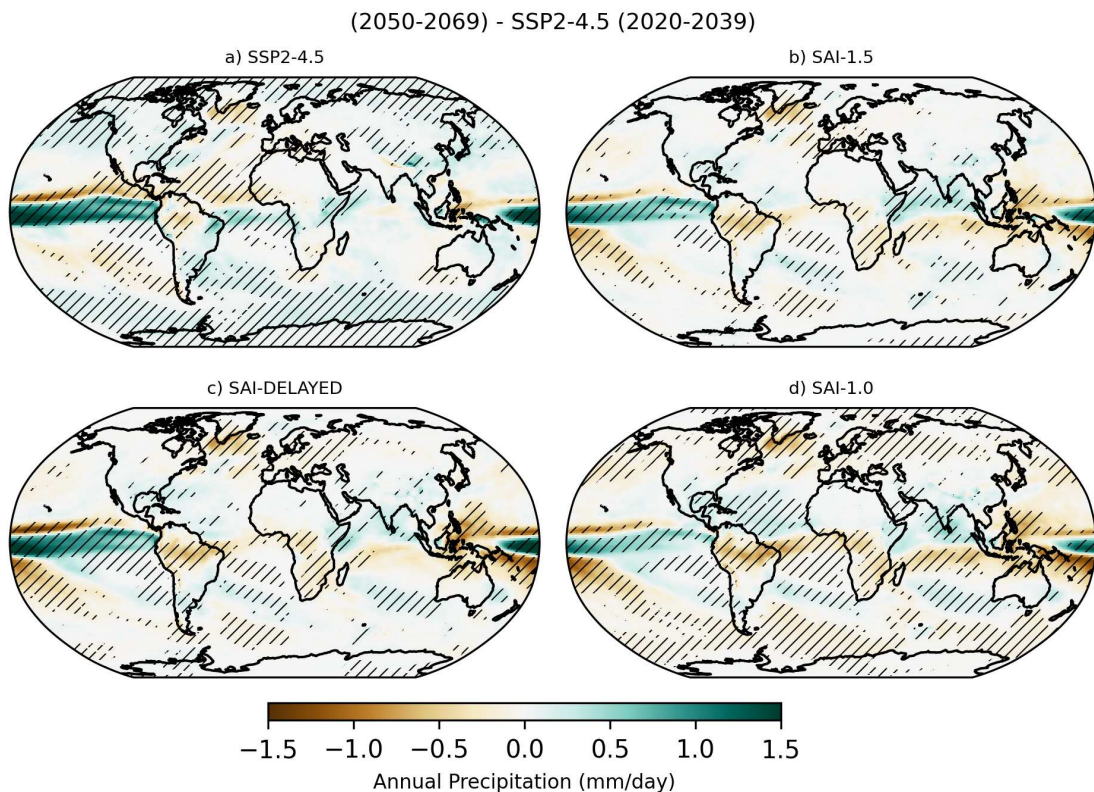 (2050-2069) - SSP2-4.5 (2020-2039)
a) SSP2-4.5
b) SAI-1.5
c) SAI-DELAYED
d) SAI-1.0
−1.5 −1.0 −0.5 0.0 0.5 1.0 1.5
Annual Precipitation (mm/day)